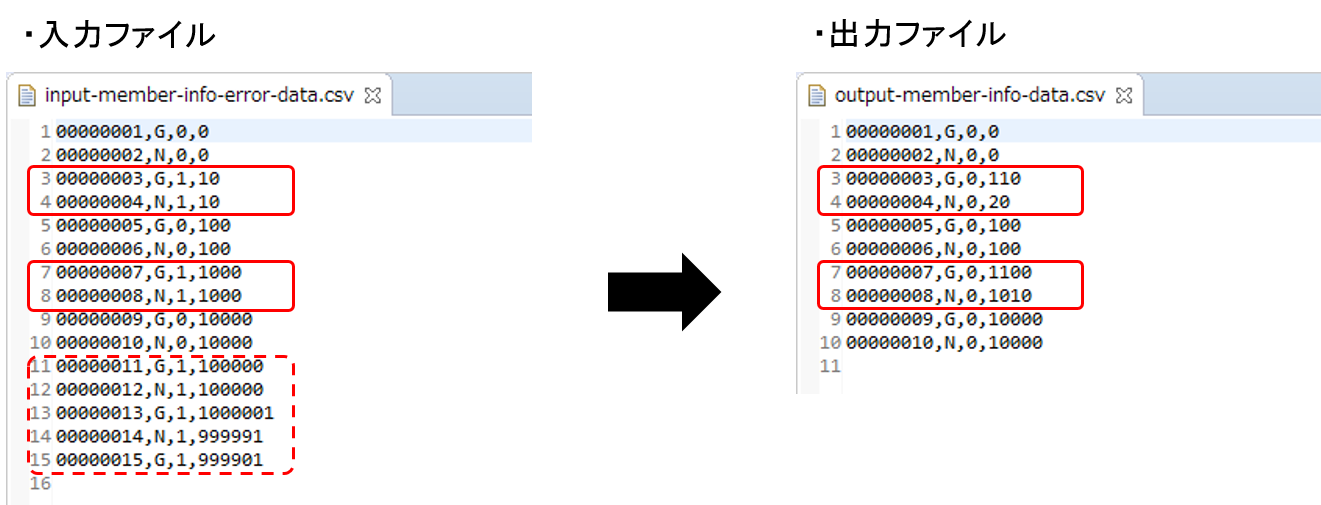 ・入力ファイル
input-member-info-error-data.csv
1 00000001,G,0,0
2 00000002,N,0,0
3 00000003,G,1,10
4 00000004,N,1,10
5 00000005,G,0,100
6 00000006,N,0,100
7 00000007,G,1,1000
8 00000008,N,1,1000
9 00000009,G,0,10000
10 00000010,N,0,10000
11 00000011,G,1,100000
12 00000012,N,1,100000
13 00000013,G,1,1000001
14 00000014,N,1,999991
15 00000015,G,1,999901
16
・出力ファイル
output-member-info-data.csv
1 00000001,G,0,0
2 00000002,N,0,0
3 00000003,G,0,110
4 00000004,N,0,20
5 00000005,G,0,100
6 00000006,N,0,100
7 00000007,G,0,1100
8 00000008,N,0,1010
9 00000009,G,0,10000
10 00000010,N,0,10000
11